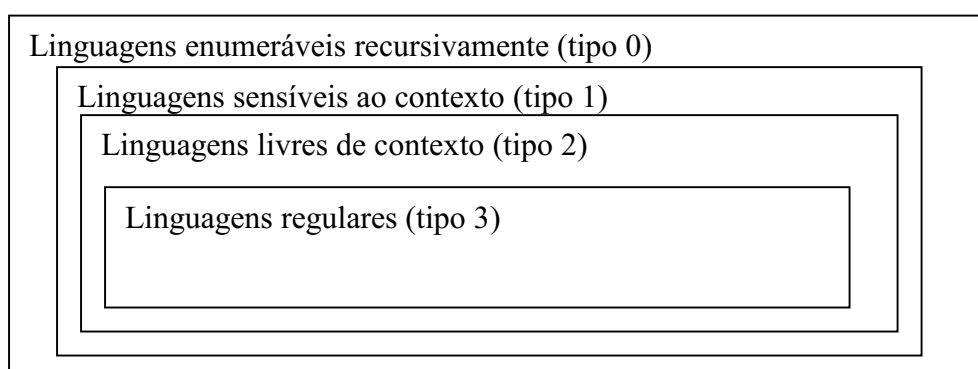 Linguagens enumeráveis recursivamente (tipo 0)
Linguagens sensíveis ao contexto (tipo 1)
Linguagens livres de contexto (tipo 2)
Linguagens regulares (tipo 3)